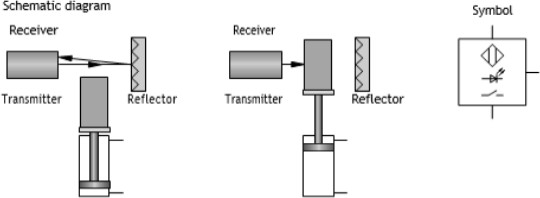 Schematic diagram
Symbol
Receiver
Receiver
Transmitter
Reflector
Transmitter
Reflector